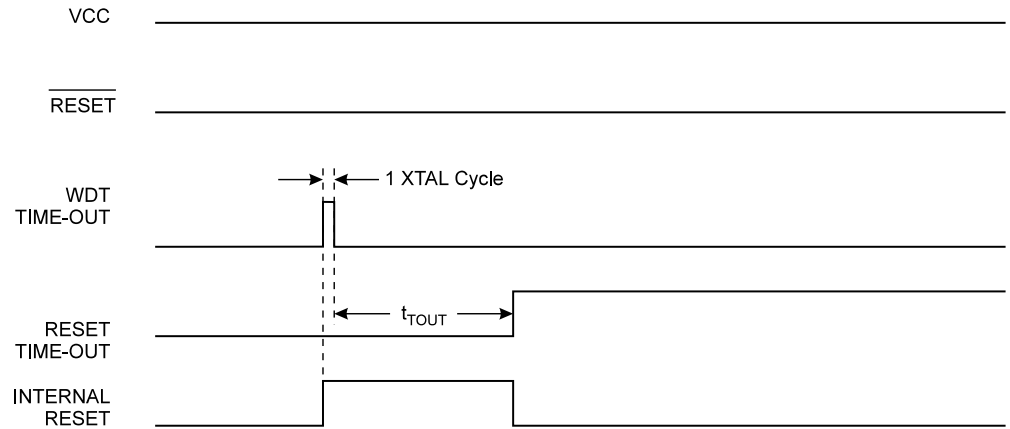 VCC
RESET
1 XTAL Cycle
WDT
TIME-OUT
tTOUT
RESET
TIME-OUT
INTERNAL
RESET